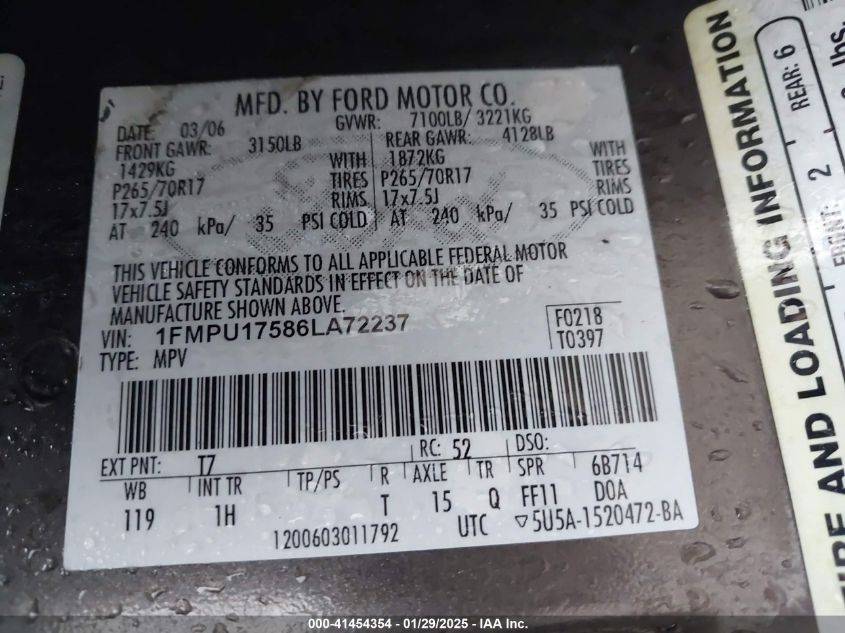 MFD. BY FORD MOTOR CO.
DATE: 03/06 GVWR: 7100LB/ 3221KG
FRONT GAWR: 3150LB REAR GAWR: 4128LB
1429KG WITH 1872KG WITH
P265/70R17 TIRES P265/70R17 TIRES
17x7.5J RIMS 17x7.5J RIMS
AT 240 kPa/ 35 PSI COLD AT 240 kPa/ 35 PSI COLD
THIS VEHICLE CONFORMS TO ALL APPLICABLE FEDERAL MOTOR
VEHICLE SAFETY STANDARDS IN EFFECT ON THE DATE OF
MANUFACTURE SHOWN ABOVE.
VIN: 1FMPU17586LA72237 F0218
TYPE: MPV T0397
EXT PNT: T7 RC: 52 DSO:
WB INT TR TP/PS R AXLE TR SPR 6B714
119 1H T 15 Q FF11 DOA
1200603011792 UTC ▽5U5A-1520472-BA
IRE AND LOADING INFORMATION
FRONT: 2 REAR: 6
lbs.
000-41454354 | 01/29/2025 | IAA Inc.